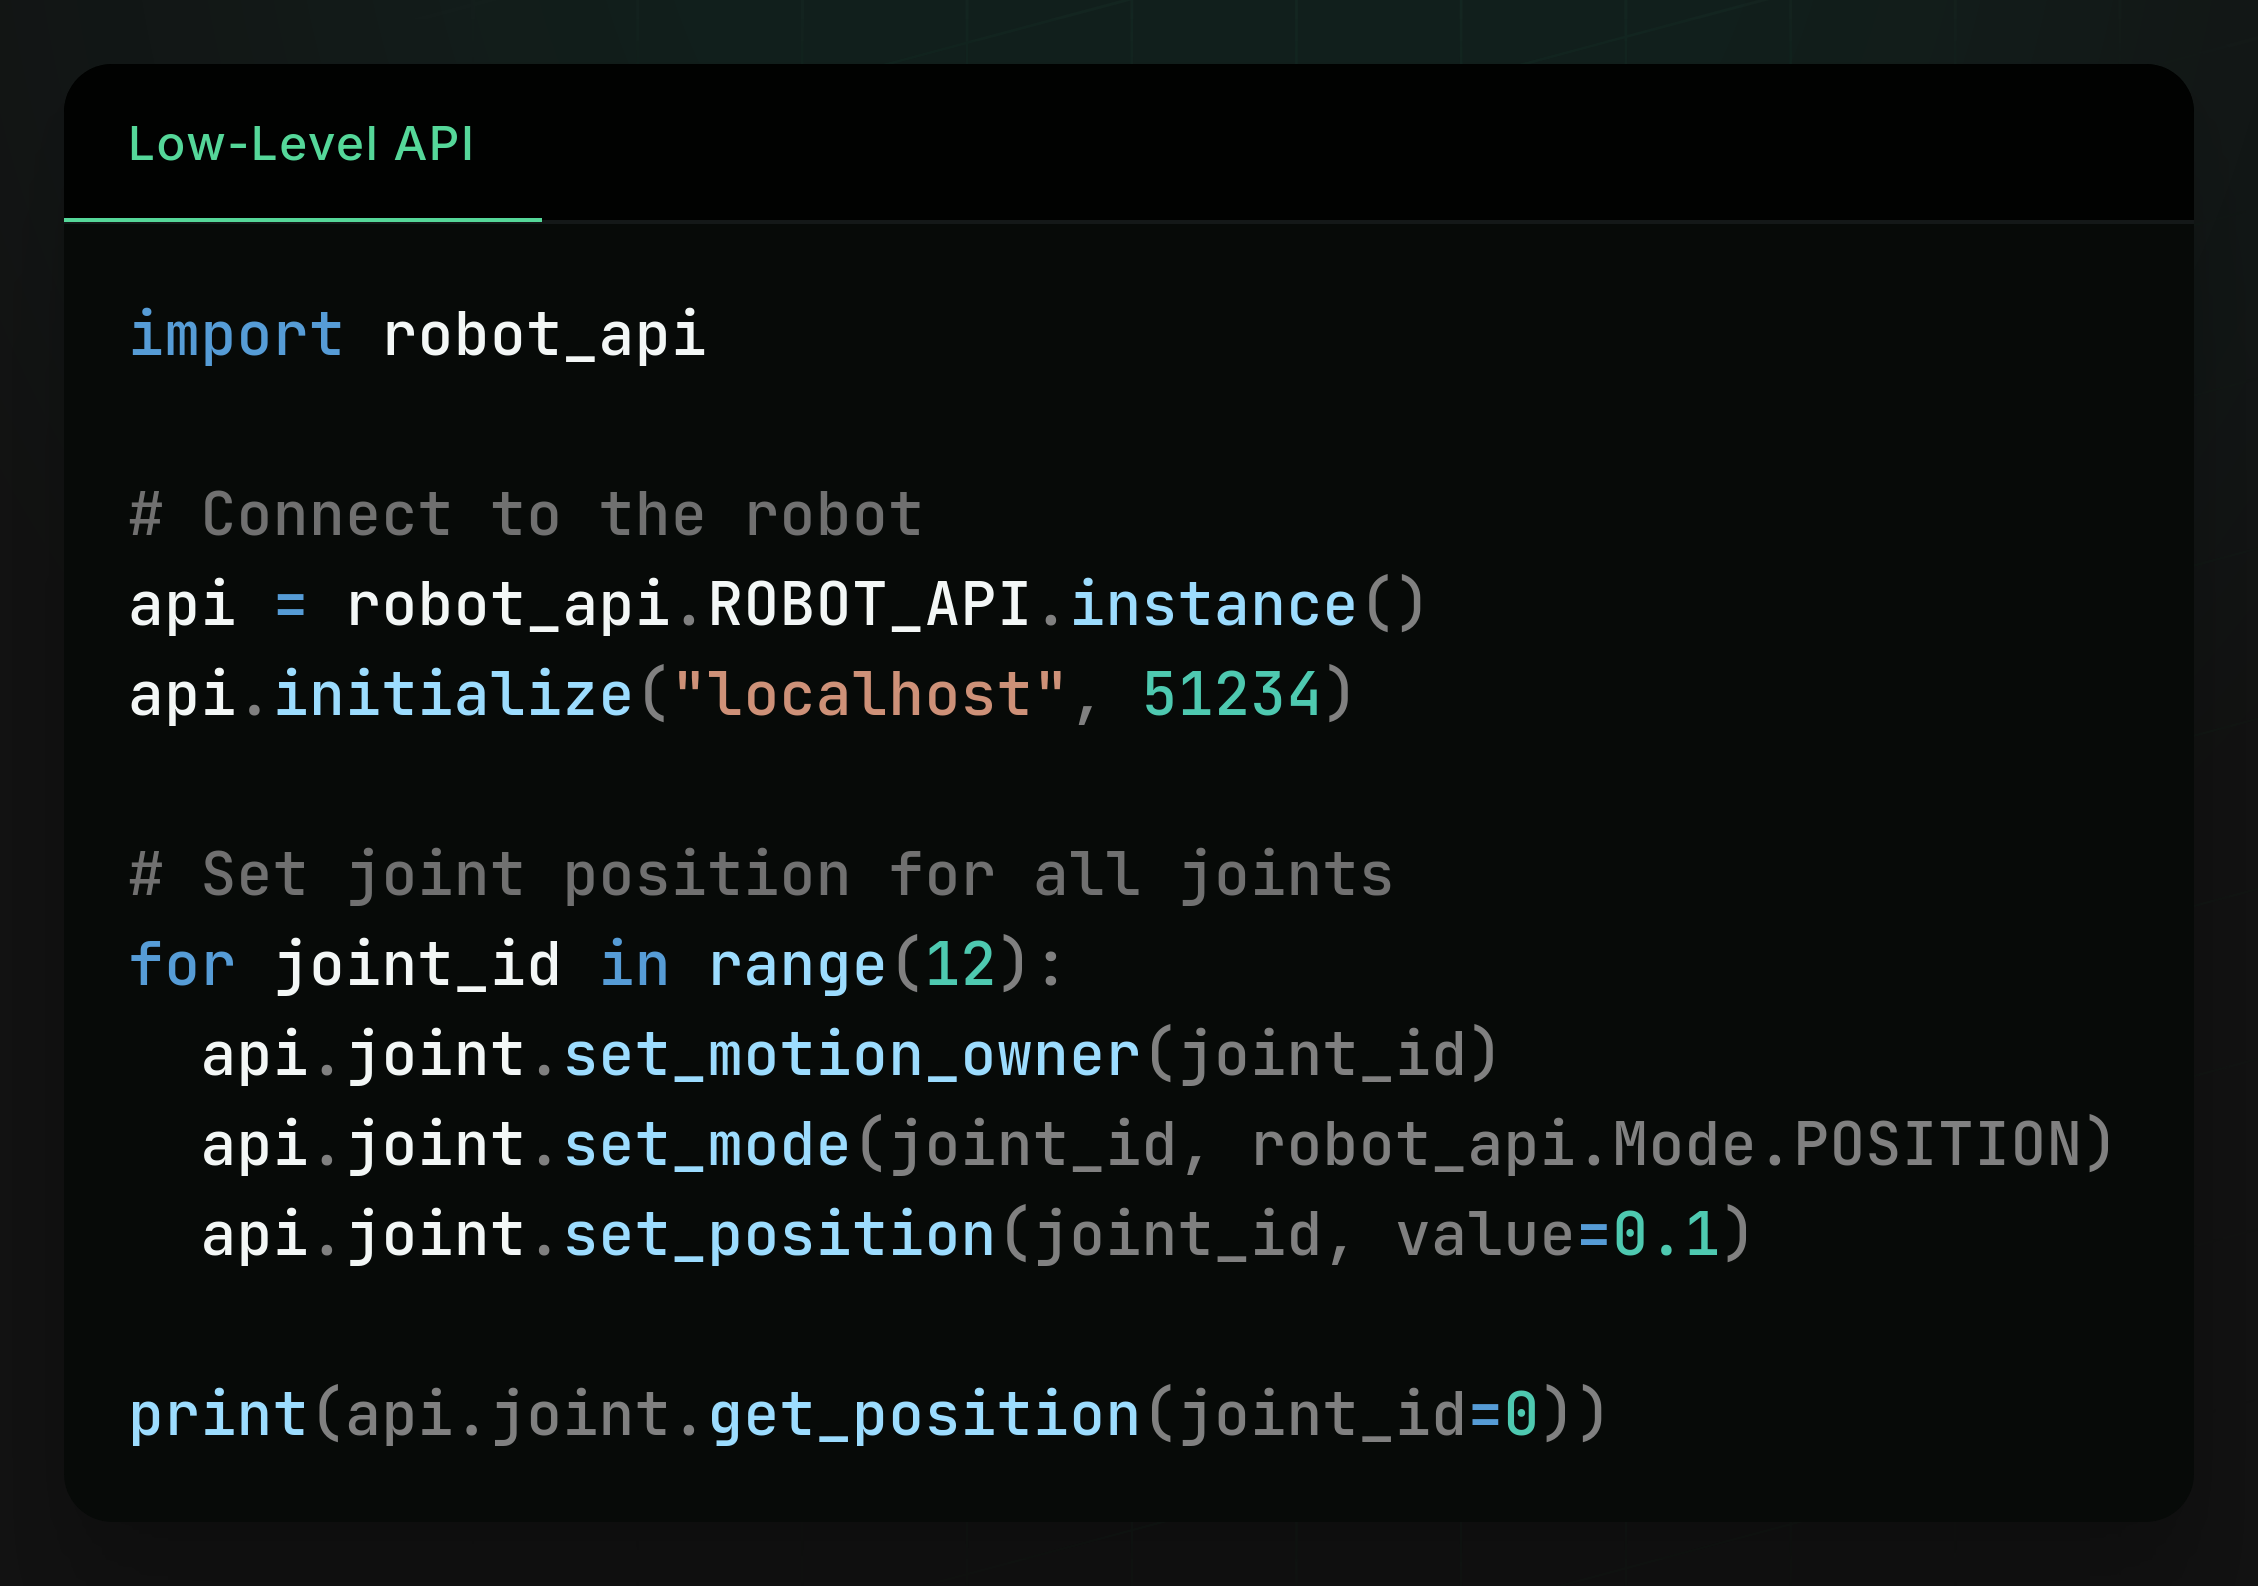 Low-Level API
import robot_api
# Connect to the robot
api = robot_api.ROBOT_API.instance()
api.initialize("localhost", 51234)
# Set joint position for all joints
for joint_id in range(12):
  api.joint.set_motion_owner(joint_id)
  api.joint.set_mode(joint_id, robot_api.Mode.POSITION)
  api.joint.set_position(joint_id, value=0.1)
print(api.joint.get_position(joint_id=0))